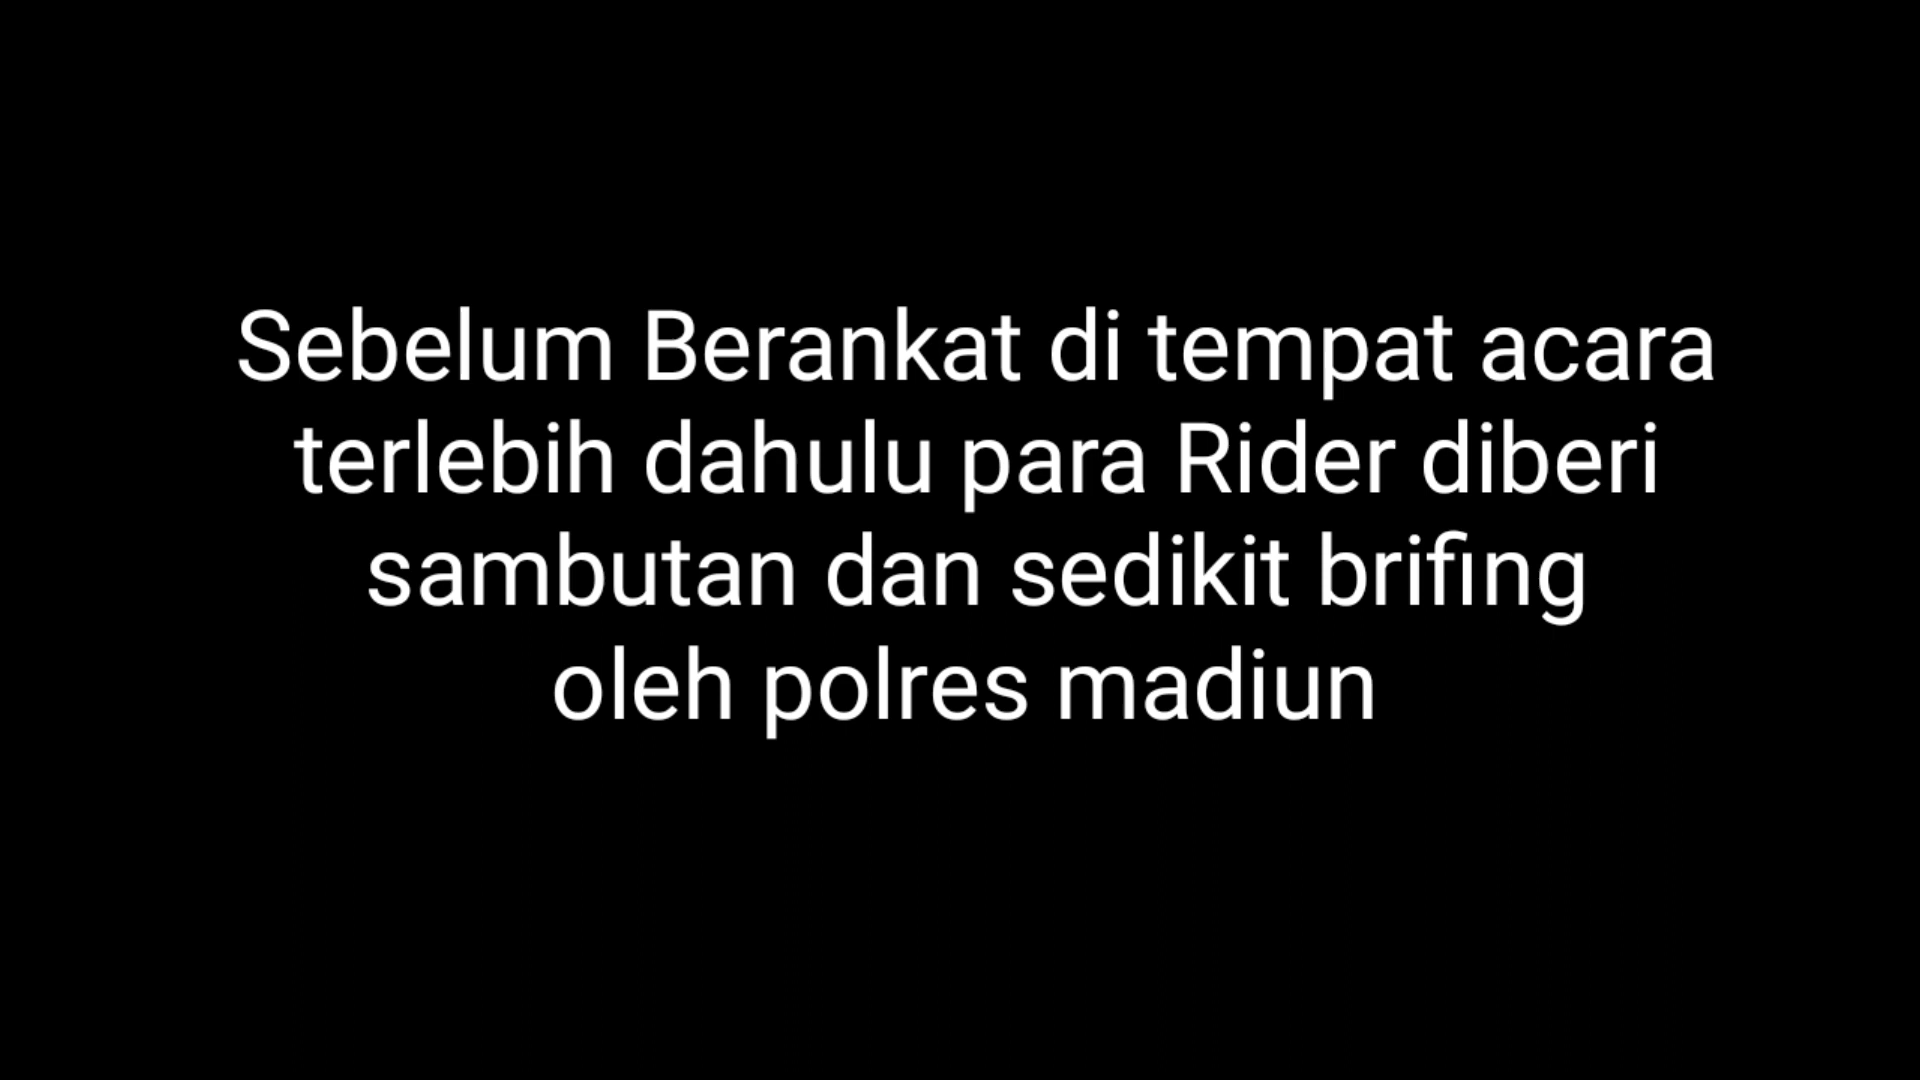 Sebelum Berankat di tempat acara
terlebih dahulu para Rider diberi
sambutan dan sedikit brifing
oleh polres madiun